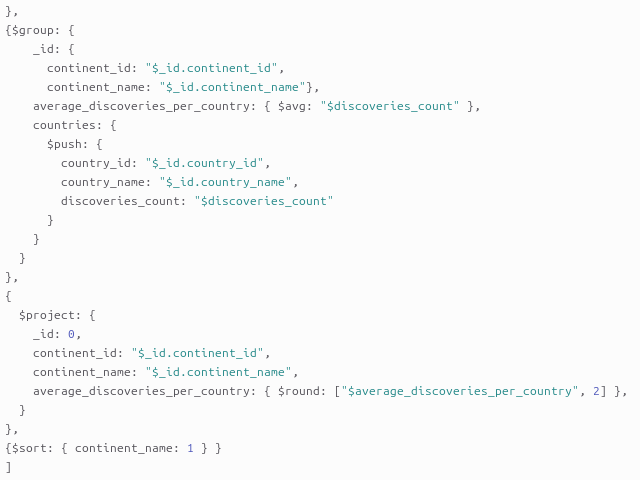 },
{$group: {
    _id: {
      continent_id: "$_id.continent_id",
      continent_name: "$_id.continent_name"},
    average_discoveries_per_country: { $avg: "$discoveries_count" },
    countries: {
      $push: {
        country_id: "$_id.country_id",
        country_name: "$_id.country_name",
        discoveries_count: "$discoveries_count"
      }
    }
  }
},
{
  $project: {
    _id: 0,
    continent_id: "$_id.continent_id",
    continent_name: "$_id.continent_name",
    average_discoveries_per_country: { $round: ["$average_discoveries_per_country", 2] },
  }
},
{$sort: { continent_name: 1 } }
]